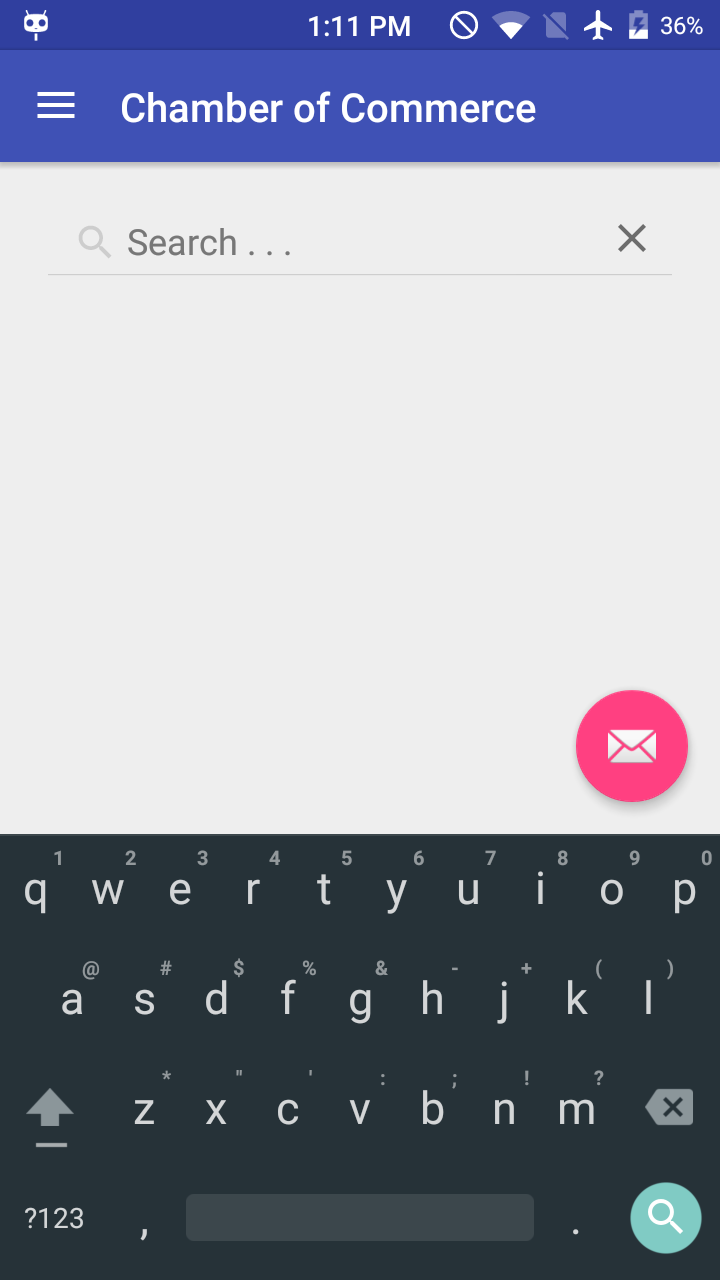 1:11 PM 36%
Chamber of Commerce
Search . . .
1 2 3 4 5 6 7 8 9 0
q w e r t y u i o p
@ # $ % & - + ( )
a s d f g h j k l
* " ' : ; ! ?
z x c v b n m
?123 , .